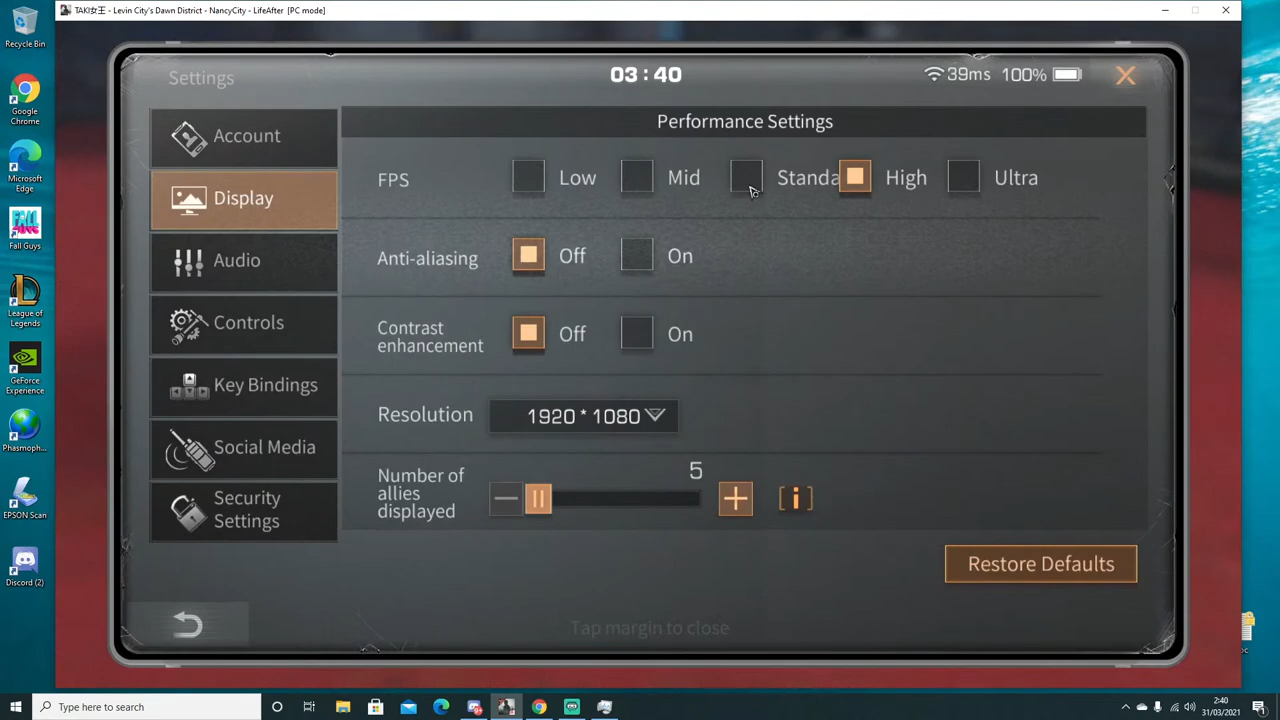 TAKI女王 - Levin City's Dawn District - NancyCity - LifeAfter [PC mode]
Recycle Bin
Google Chrome
Microsoft Edge
FALL GUYS
Fall Guys
League of Legends
GeForce Experience
Phasmoph...
EPSON Scan
Discord (2)
Settings
03:40
39ms 100%
Account
Display
Audio
Controls
Key Bindings
Social Media
Security Settings
Performance Settings
FPS
Low
Mid
Standa
High
Ultra
Anti-aliasing
Off
On
Contrast enhancement
Off
On
Resolution
1920 * 1080
Number of allies displayed
5
[i]
Restore Defaults
Tap margin to close
Type here to search
2:40
31/03/2021